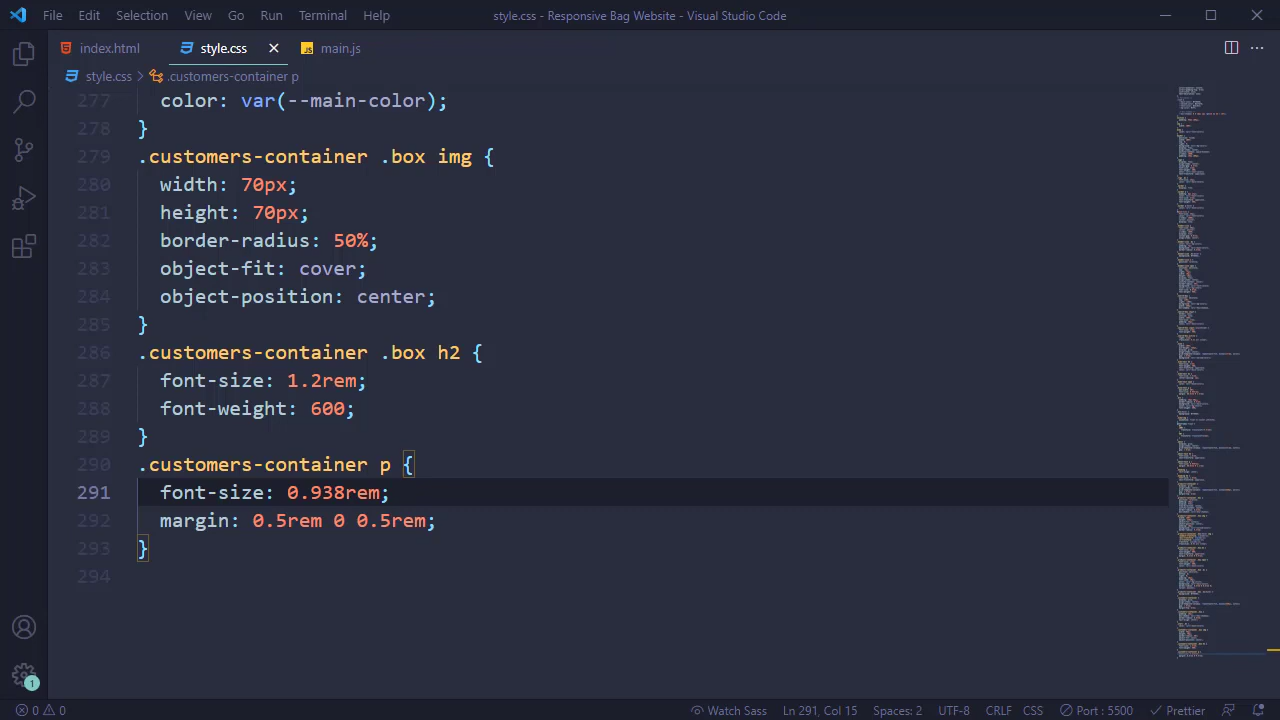 File Edit Selection View Go Run Terminal Help style.css - Responsive Bag Website - Visual Studio Code
index.html style.css main.js
style.css > .customers-container p
277 color: var(--main-color);
278 }
279 .customers-container .box img {
280 width: 70px;
281 height: 70px;
282 border-radius: 50%;
283 object-fit: cover;
284 object-position: center;
285 }
286 .customers-container .box h2 {
287 font-size: 1.2rem;
288 font-weight: 600;
289 }
290 .customers-container p {
291 font-size: 0.938rem;
292 margin: 0.5rem 0 0.5rem;
293 }
294
1
0 0 Watch Sass Ln 291, Col 15 Spaces: 2 UTF-8 CRLF CSS Port : 5500 Prettier